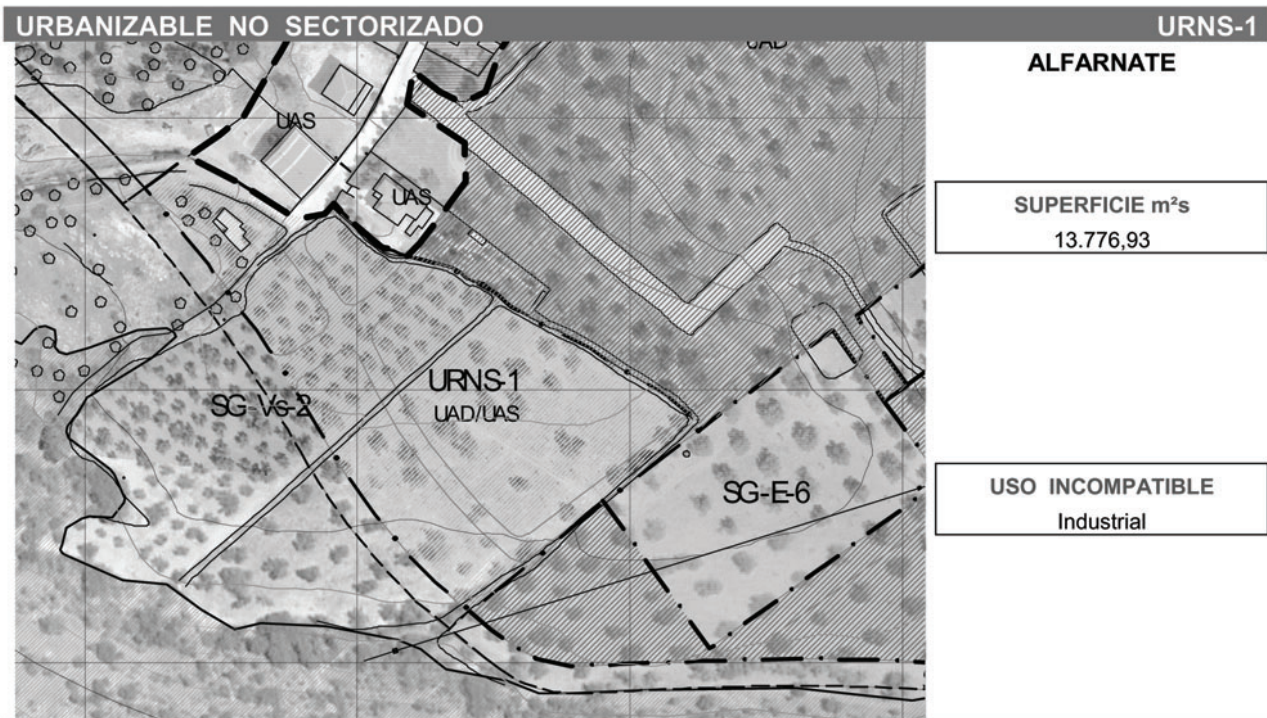 URBANIZABLE NO SECTORIZADO
URNS-1
ALFARNATE
UAD
UAS
UAS
SUPERFICIE m²s
13.776,93
URNS-1
UAD/UAS
SG-Vs-2
SG-E-6
USO INCOMPATIBLE
Industrial